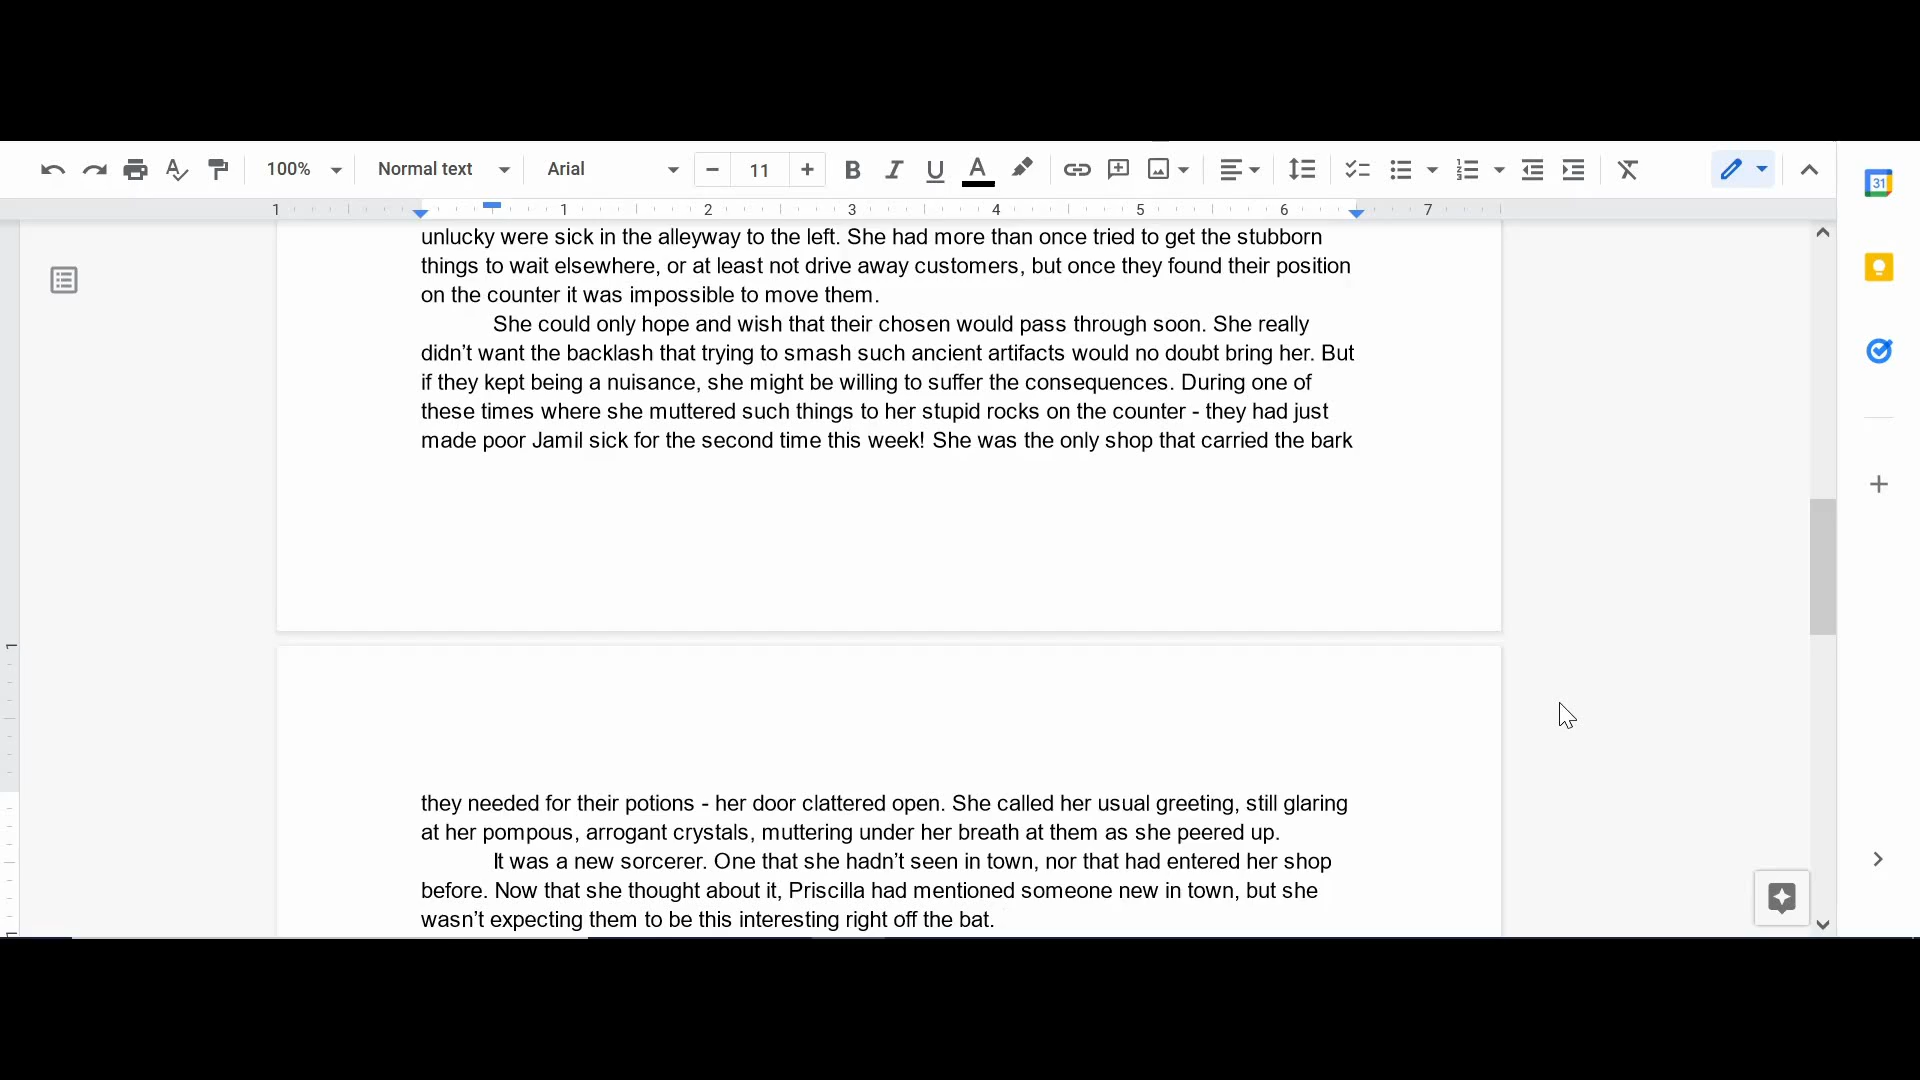 100% Normal text Arial 11
1 1 2 3 4 5 6 7
31
unlucky were sick in the alleyway to the left. She had more than once tried to get the stubborn
things to wait elsewhere, or at least not drive away customers, but once they found their position
on the counter it was impossible to move them.
She could only hope and wish that their chosen would pass through soon. She really
didn’t want the backlash that trying to smash such ancient artifacts would no doubt bring her. But
if they kept being a nuisance, she might be willing to suffer the consequences. During one of
these times where she muttered such things to her stupid rocks on the counter - they had just
made poor Jamil sick for the second time this week! She was the only shop that carried the bark
1
they needed for their potions - her door clattered open. She called her usual greeting, still glaring
at her pompous, arrogant crystals, muttering under her breath at them as she peered up.
It was a new sorcerer. One that she hadn’t seen in town, nor that had entered her shop
before. Now that she thought about it, Priscilla had mentioned someone new in town, but she
wasn’t expecting them to be this interesting right off the bat.
1